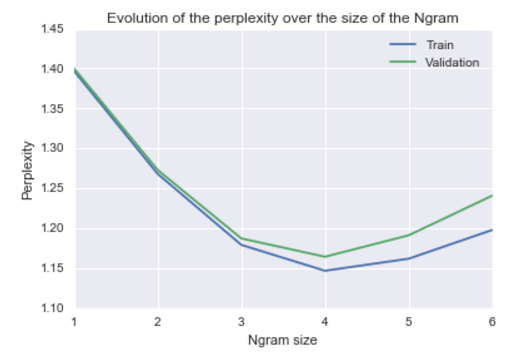 Evolution of the perplexity over the size of the Ngram
1.45
1.40
1.35
1.30
1.25
1.20
1.15
1.10
Perplexity
Train
Validation
1 2 3 4 5 6
Ngram size